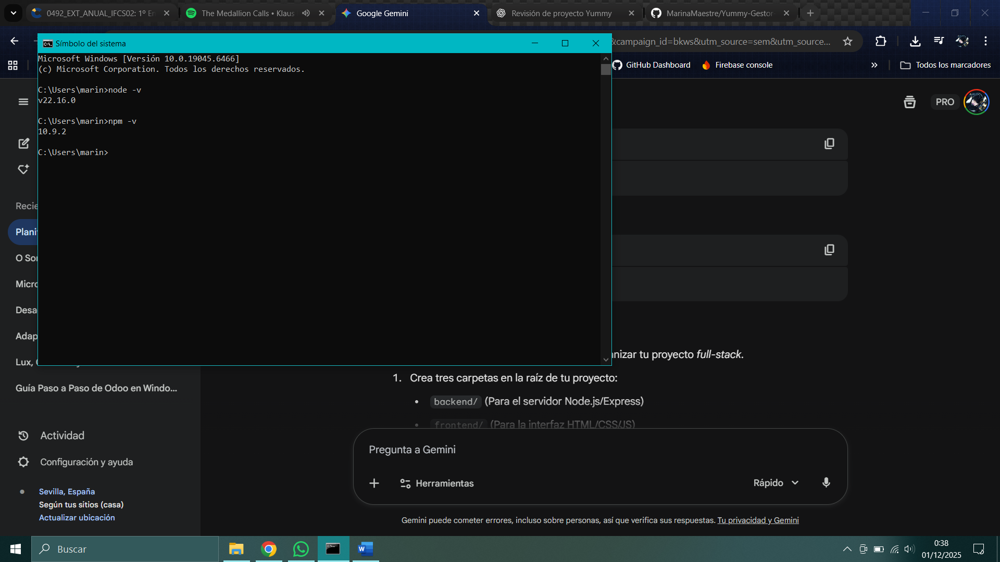 0492_EXT_ANUAL_IFCS02: 1º En
The Medallion Calls • Klaus
Google Gemini
Revisión de proyecto Yummy
MarinaMaestre/Yummy-Gestor-
&campaign_id=bkws&utm_source=sem&utm_source...
GitHub Dashboard
Firebase console
Todos los marcadores
Símbolo del sistema
Microsoft Windows [Versión 10.0.19045.6466]
(c) Microsoft Corporation. Todos los derechos reservados.
C:\Users\marin>node -v
v22.16.0
C:\Users\marin>npm -v
10.9.2
C:\Users\marin>
PRO
Recie
Plani
O So
Micro
Desa
Adap
Lux,
Guía Paso a Paso de Odoo en Windo...
Actividad
Configuración y ayuda
Sevilla, España
Según tus sitios (casa)
Actualizar ubicación
nizar tu proyecto full-stack.
1. Crea tres carpetas en la raíz de tu proyecto:
• backend/ (Para el servidor Node.js/Express)
• frontend/ (Para la interfaz HTML/CSS/JS)
Pregunta a Gemini
Herramientas
Rápido
Gemini puede cometer errores, incluso sobre personas, así que verifica sus respuestas. Tu privacidad y Gemini
Buscar
0:38
01/12/2025